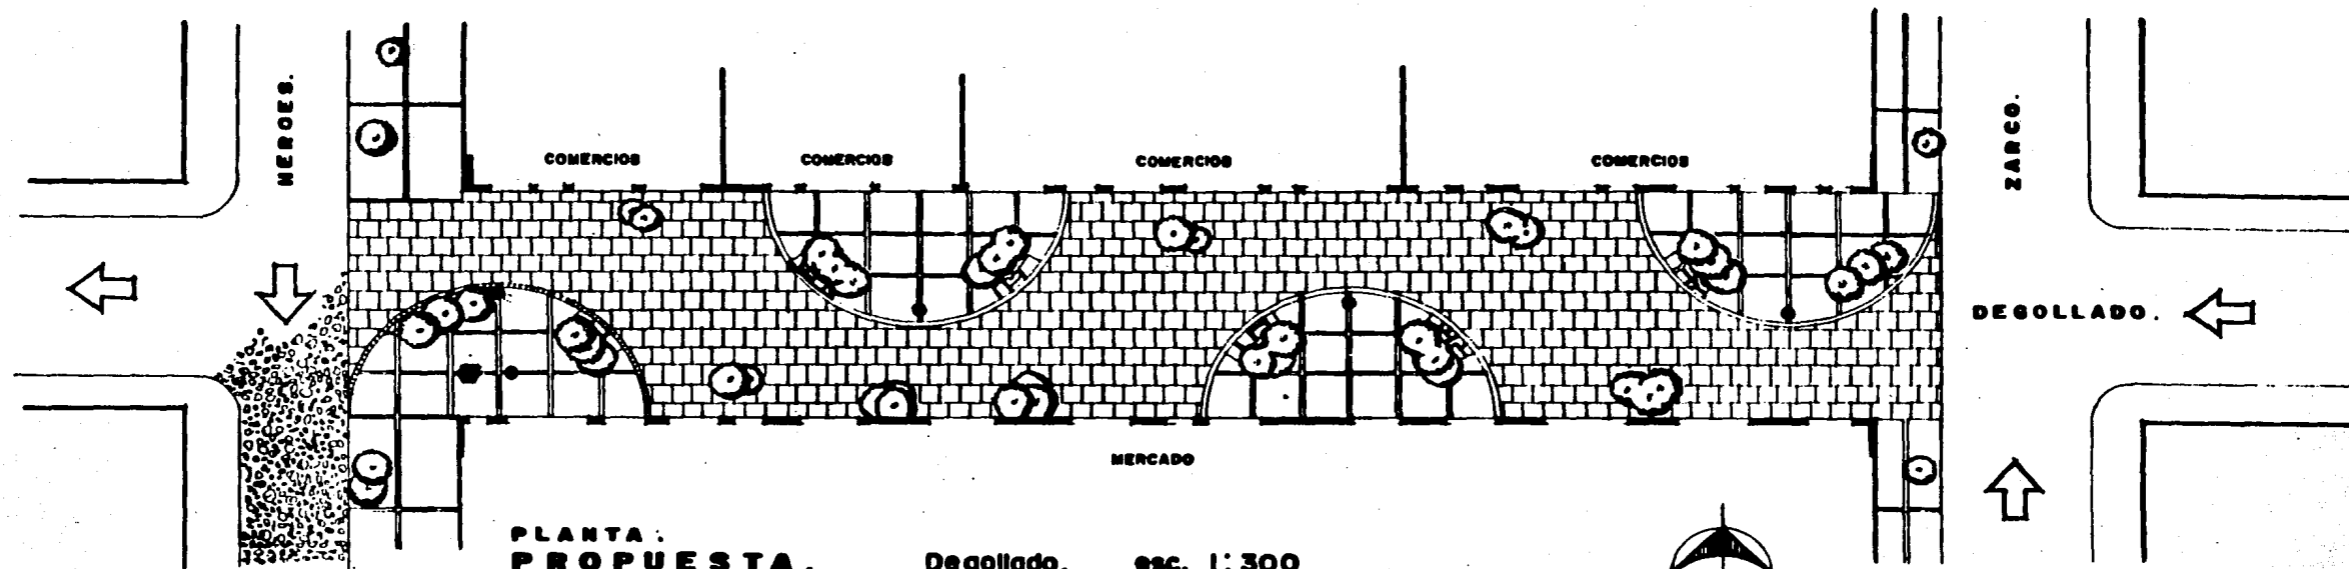 HEROES.
ZARCO.
COMERCIOS
COMERCIOS
COMERCIOS
COMERCIOS
DEGOLLADO.
MERCADO
PLANTA:
PROPUESTA. Degollado. esc. 1:300